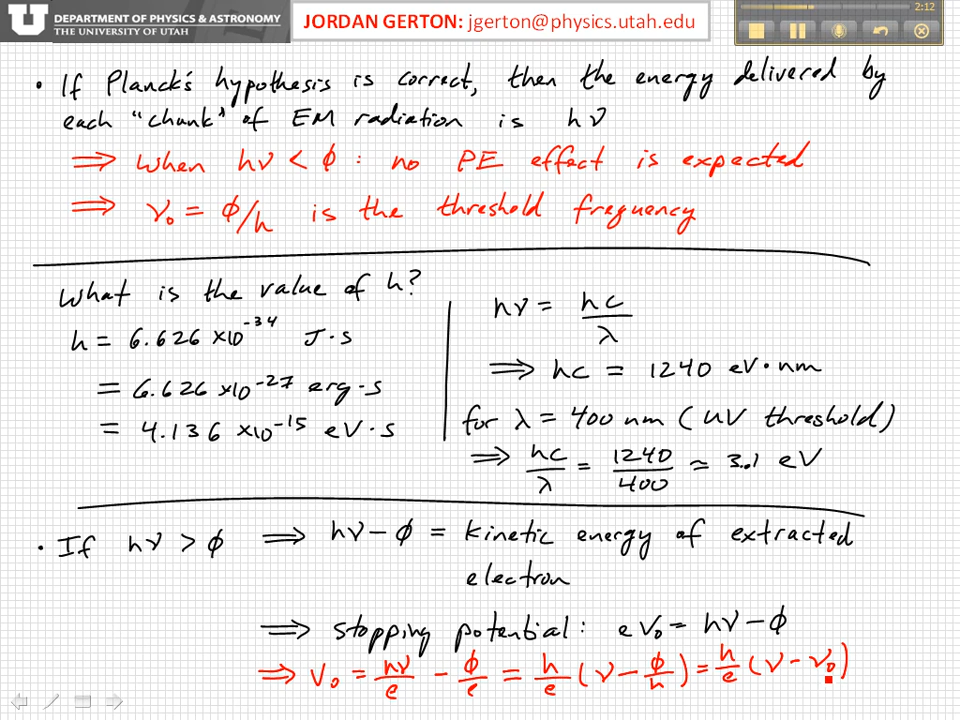 U DEPARTMENT OF PHYSICS & ASTRONOMY
THE UNIVERSITY OF UTAH
JORDAN GERTON: jgerton@physics.utah.edu
2:12
• If Planck's hypothesis is correct, then the energy delivered by
each "chunk" of EM radiation is hν
⟹ When hν < ϕ : no PE effect is expected
⟹ ν₀ = ϕ/h is the threshold frequency
What is the value of h?
h = 6.626 ×10⁻³⁴ J·s
= 6.626 ×10⁻²⁷ erg·s
= 4.136 ×10⁻¹⁵ eV·s
hν = hc/λ
⟹ hc = 1240 eV·nm
for λ = 400 nm (UV threshold)
⟹ hc/λ = 1240/400 ≃ 3.1 eV
• If hν > ϕ ⟹ hν − ϕ = kinetic energy of extracted
electron
⟹ stopping potential: eV₀ = hν − ϕ
⟹ V₀ = hν/e − ϕ/e = h/e (ν − ϕ/h) = h/e (ν − ν₀)